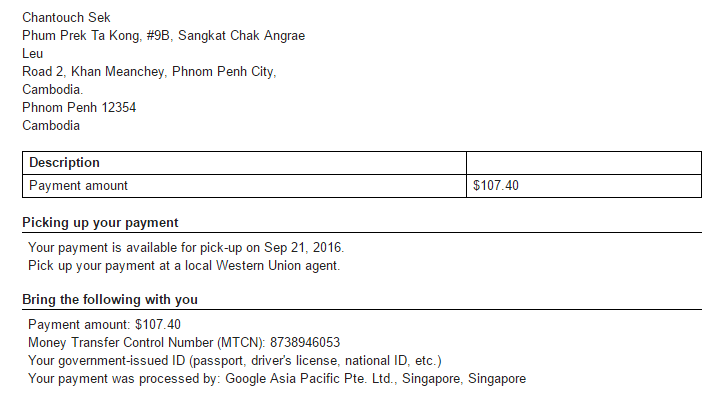 Chantouch Sek
Phum Prek Ta Kong, #9B, Sangkat Chak Angrae
Leu
Road 2, Khan Meanchey, Phnom Penh City,
Cambodia.
Phnom Penh 12354
Cambodia
Description
Payment amount $107.40
Picking up your payment
Your payment is available for pick-up on Sep 21, 2016.
Pick up your payment at a local Western Union agent.
Bring the following with you
Payment amount: $107.40
Money Transfer Control Number (MTCN): 8738946053
Your government-issued ID (passport, driver's license, national ID, etc.)
Your payment was processed by: Google Asia Pacific Pte. Ltd., Singapore, Singapore